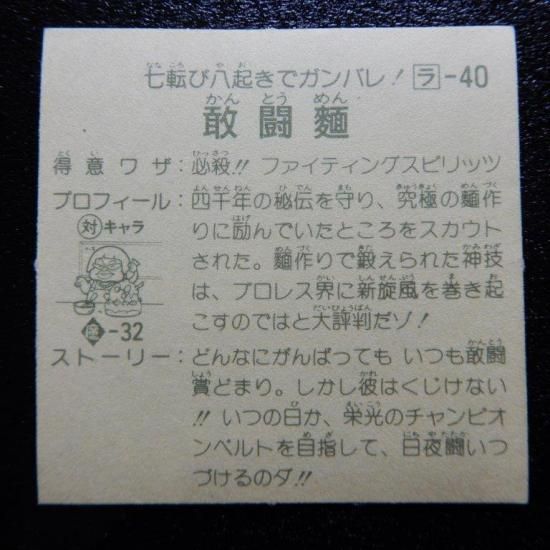 七転び八起きでガンバレ！ ラ-40
敢闘麺
得意ワザ：必殺!! ファイティングスピリッツ
プロフィール：四千年の秘伝を守り、究極の麺作
りに励んでいたところをスカウト
された。麺作りで鍛えられた神技
は、プロレス界に新旋風を巻き起
こすのではと大評判だゾ！
対キャラ
-32
ストーリー：どんなにがんばっても いつも敢闘
賞どまり。しかし彼はくじけない
!! いつの日か、栄光のチャンピオ
ンベルトを目指して、日夜闘いつ
づけるのダ!!